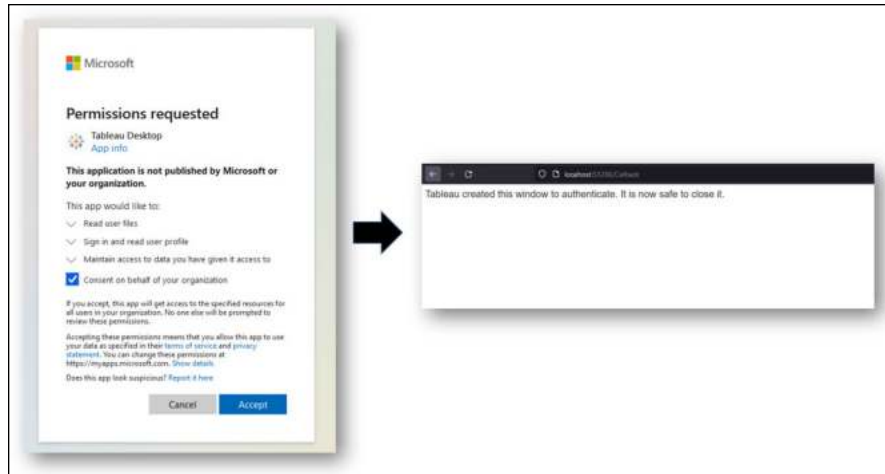 Microsoft
Permissions requested
Tableau Desktop
App info
This application is not published by Microsoft or
your organization.
This app would like to:
Read user files
Sign in and read user profile
Maintain access to data you have given it access to
Consent on behalf of your organization
If you accept, this app will get access to the specified resources for
all users in your organization. No one else will be prompted to
review these permissions.
Accepting these permissions means that you allow this app to use
your data as specified in their terms of service and privacy
statement. You can change these permissions at
https://myapps.microsoft.com. Show details
Does this app look suspicious? Report it here
Cancel Accept
localhost
Tableau created this window to authenticate. It is now safe to close it.